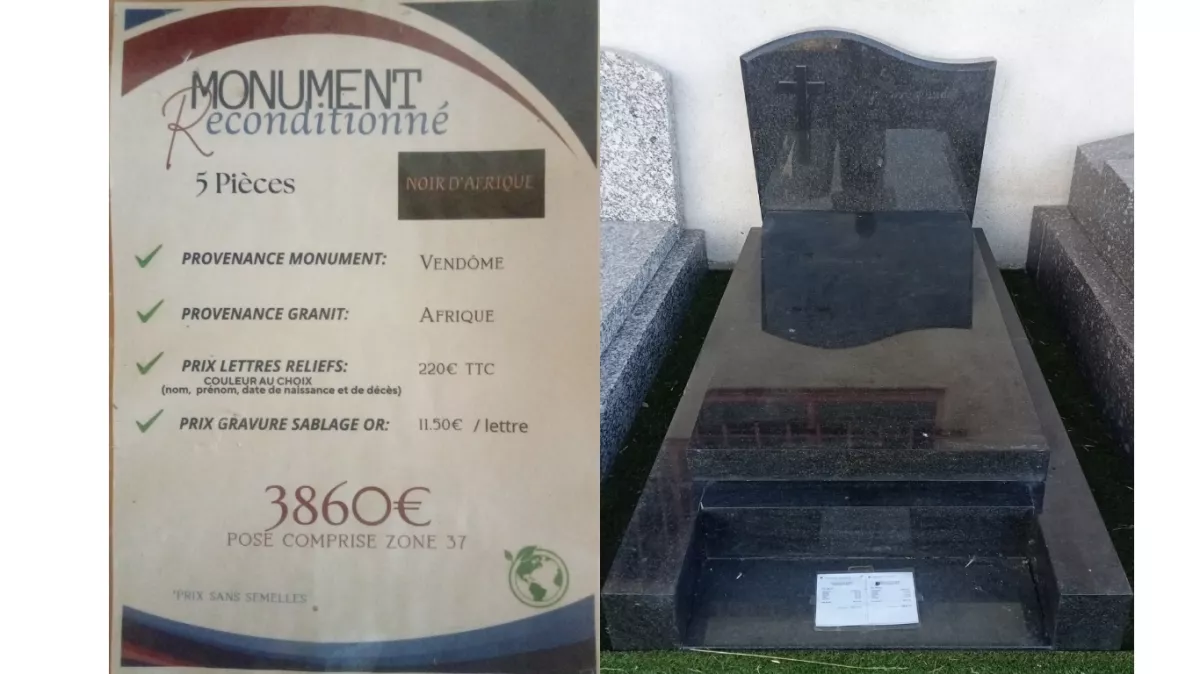 MONUMENT
Reconditionné
5 Pièces
NOIR D'AFRIQUE
PROVENANCE MONUMENT: VENDÔME
PROVENANCE GRANIT: AFRIQUE
PRIX LETTRES RELIEFS: 220€ TTC
COULEUR AU CHOIX
(nom, prénom, date de naissance et de décès)
PRIX GRAVURE SABLAGE OR: 11.50€ / lettre
3860€
POSE COMPRISE ZONE 37
*PRIX SANS SEMELLES